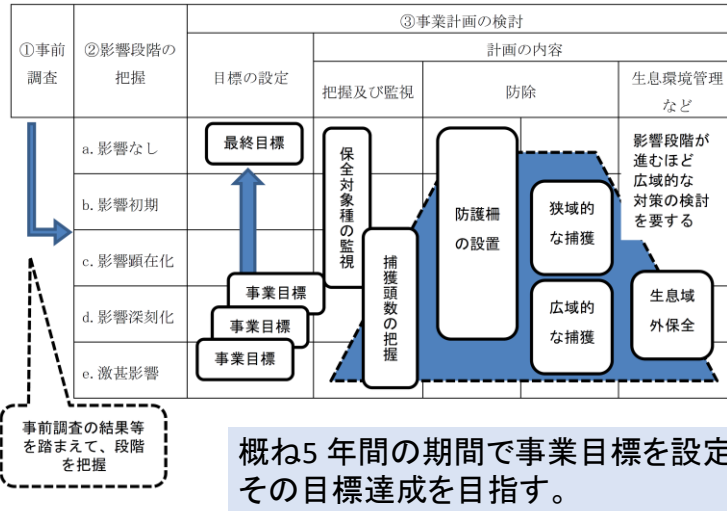 ③事業計画の検討
①事前
調査
②影響段階の
把握
目標の設定
計画の内容
把握及び監視
防除
生息環境管理
など
a. 影響なし
b. 影響初期
c. 影響顕在化
d. 影響深刻化
e. 激甚影響
最終目標
事業目標
事業目標
事業目標
保全対象種の監視
捕獲頭数の把握
防護柵
の設置
狭域的
な捕獲
広域的
な捕獲
影響段階が
進むほど
広域的な
対策の検討
を要する
生息域
外保全
事前調査の結果等
を踏まえて、段階
を把握
概ね5 年間の期間で事業目標を設定
その目標達成を目指す。